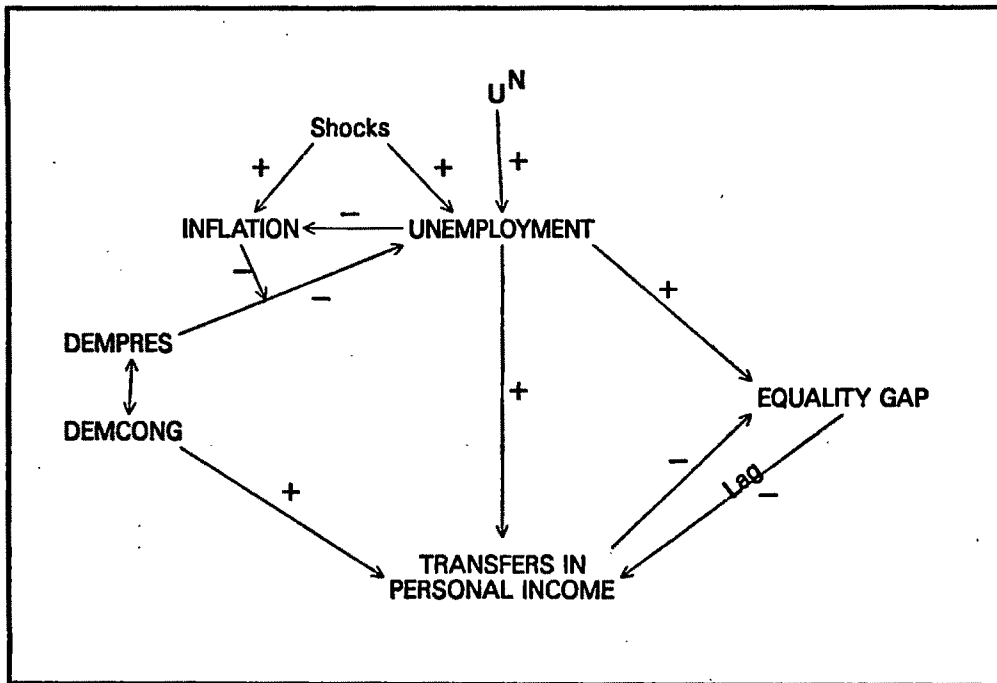 U^N
Shocks
+ + +
INFLATION − UNEMPLOYMENT
− − +
DEMPRES
+ EQUALITY GAP
DEMCONG
− Lag
+ −
TRANSFERS IN
PERSONAL INCOME